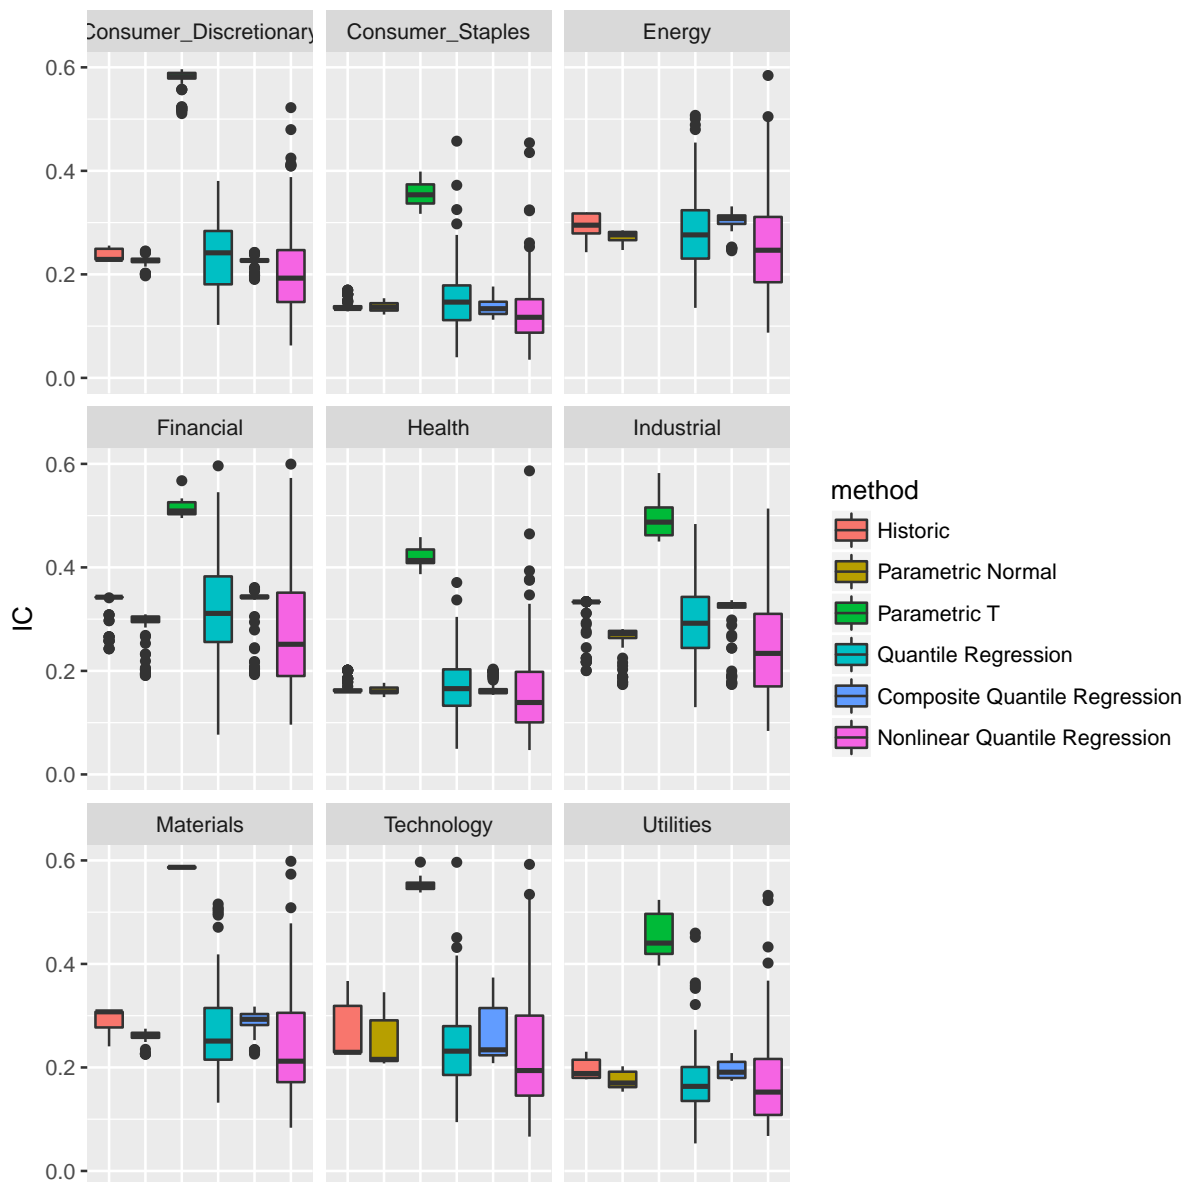 Consumer_Discretionary
Consumer_Staples
Energy
0.6
0.4
0.2
0.0
Financial
Health
Industrial
0.6
0.4
0.2
0.0
Materials
Technology
Utilities
0.6
0.4
0.2
0.0
IC
method
Historic
Parametric Normal
Parametric T
Quantile Regression
Composite Quantile Regression
Nonlinear Quantile Regression